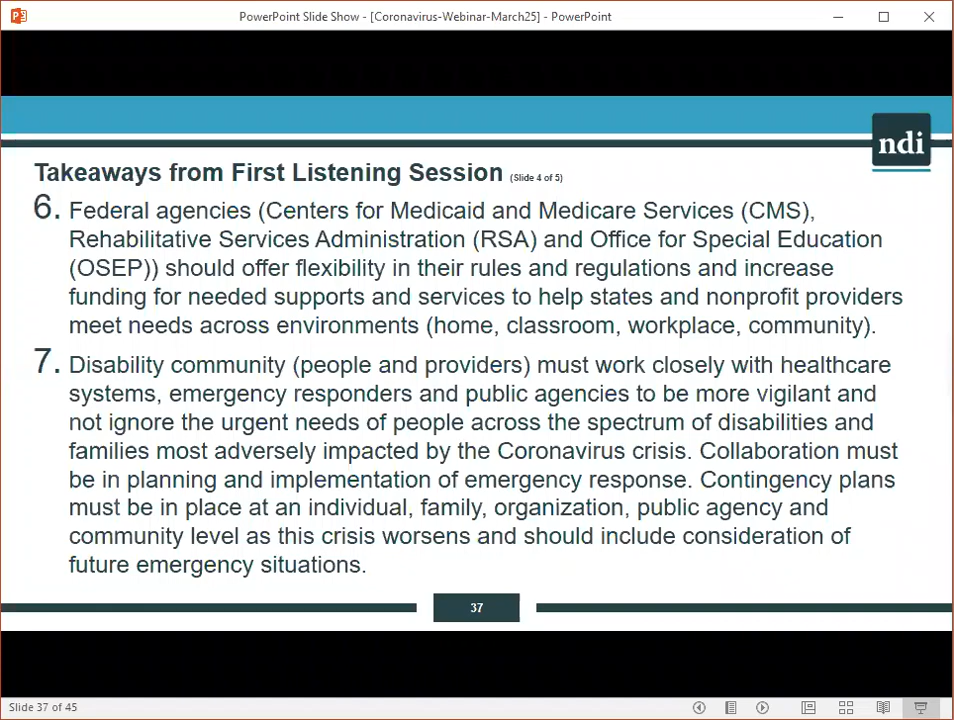 PowerPoint Slide Show - [Coronavirus-Webinar-March25] - PowerPoint
ndi
Takeaways from First Listening Session (Slide 4 of 5)
6. Federal agencies (Centers for Medicaid and Medicare Services (CMS),
Rehabilitative Services Administration (RSA) and Office for Special Education
(OSEP)) should offer flexibility in their rules and regulations and increase
funding for needed supports and services to help states and nonprofit providers
meet needs across environments (home, classroom, workplace, community).
7. Disability community (people and providers) must work closely with healthcare
systems, emergency responders and public agencies to be more vigilant and
not ignore the urgent needs of people across the spectrum of disabilities and
families most adversely impacted by the Coronavirus crisis. Collaboration must
be in planning and implementation of emergency response. Contingency plans
must be in place at an individual, family, organization, public agency and
community level as this crisis worsens and should include consideration of
future emergency situations.
37
Slide 37 of 45